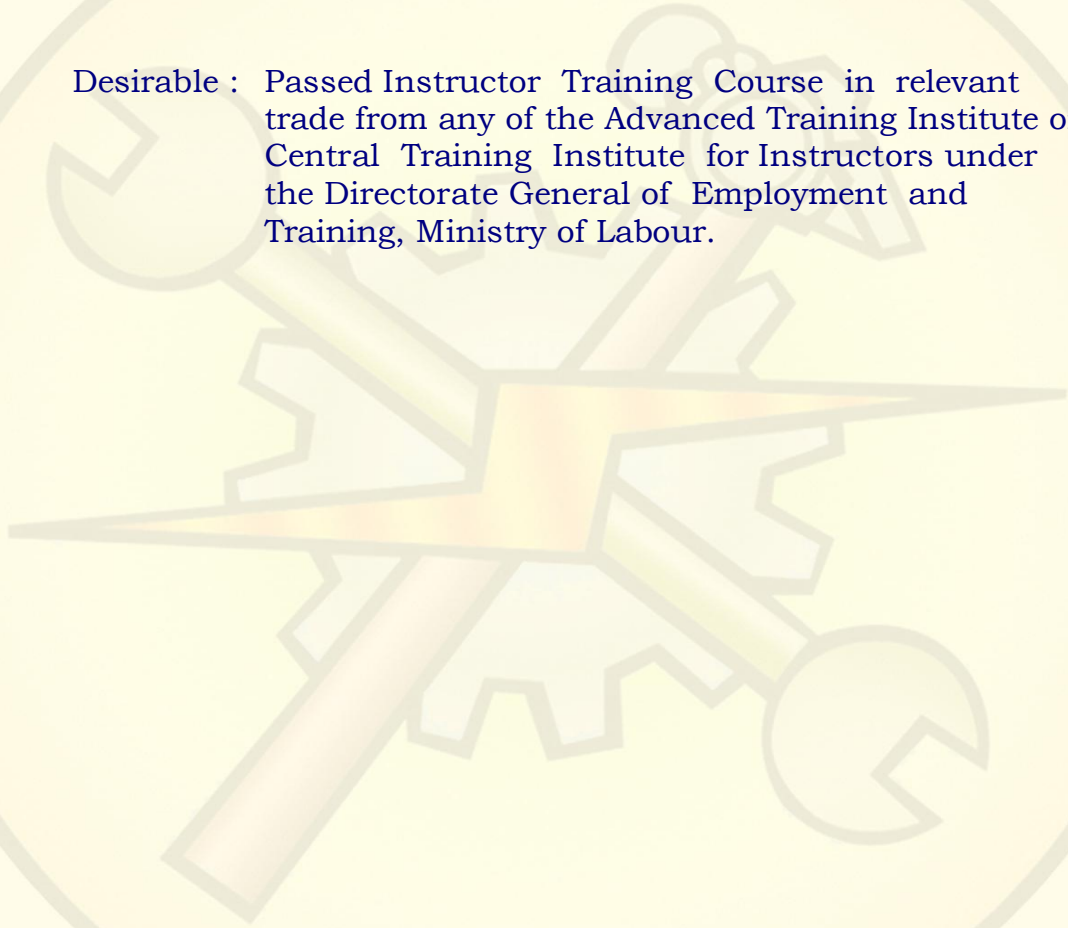 Desirable : Passed Instructor Training Course in relevant
trade from any of the Advanced Training Institute
Central Training Institute for Instructors under
the Directorate General of Employment and
Training, Ministry of Labour.